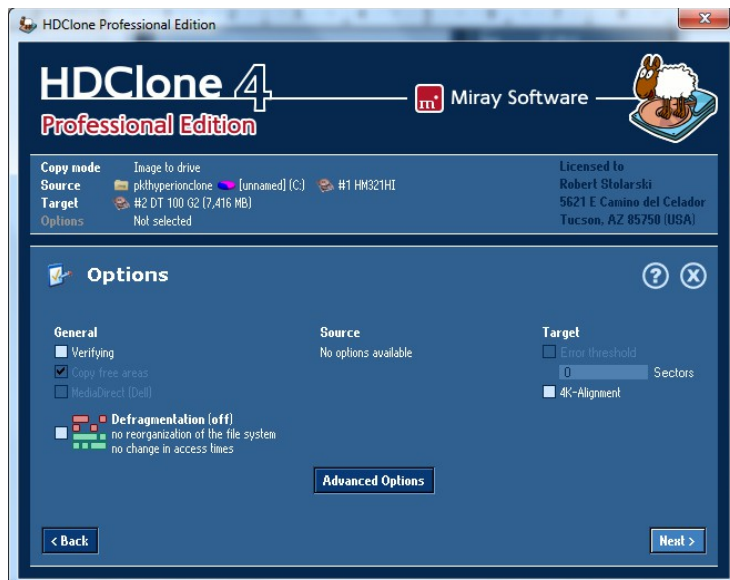 HDClone Professional Edition
HDClone 4
Professional Edition
m Miray Software
Copy mode Image to drive
Source pkthyperionclone [unnamed] (C:) #1 HM321HI
Target #2 DT 100 G2 (7,416 MB)
Options Not selected
Licensed to
Robert Stolarski
5621 E Camino del Celador
Tucson, AZ 85750 (USA)
Options
? X
General
Verifying
Copy free areas
MediaDirect (Dell)
Defragmentation (off)
no reorganization of the file system
no change in access times
Source
No options available
Target
Error threshold
0 Sectors
4K-Alignment
Advanced Options
< Back
Next >